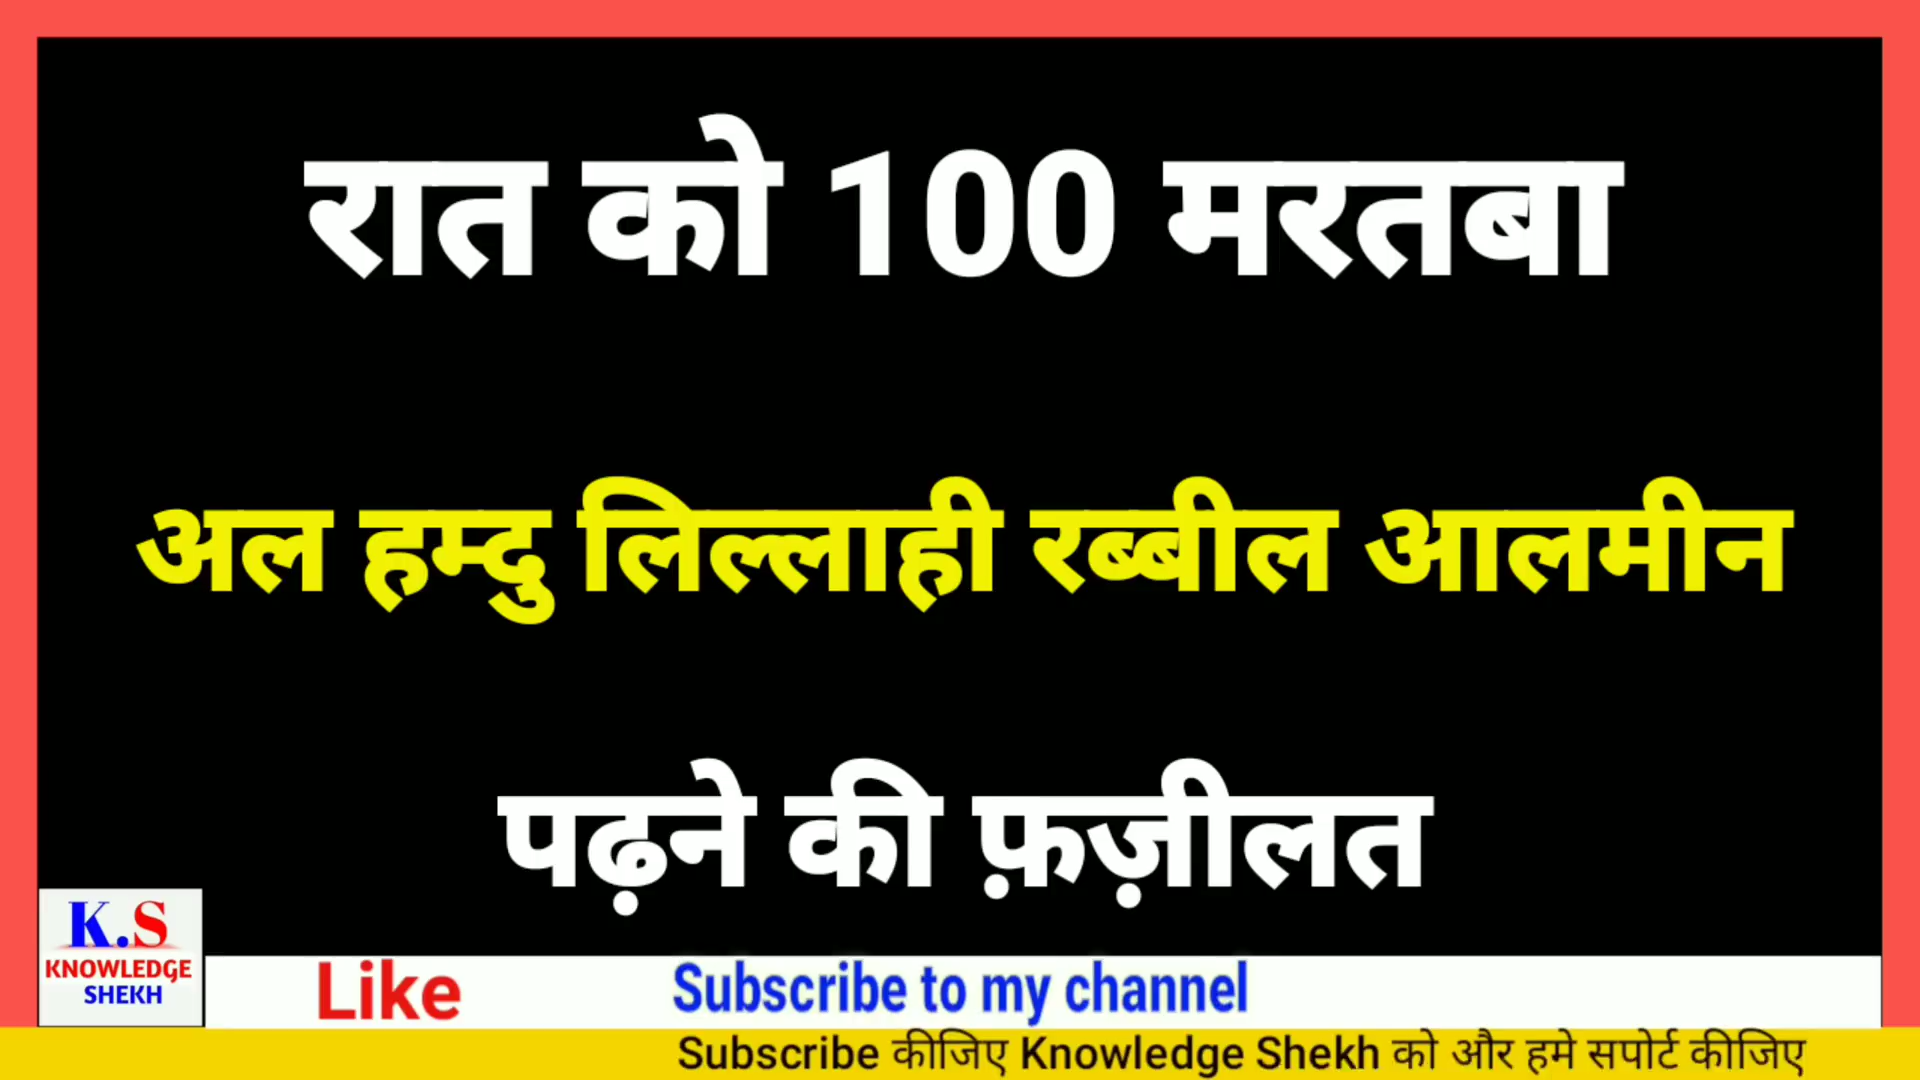 रात को 100 मरतबा
अल हम्दु लिल्लाही रब्बील आलमीन
पढ़ने की फ़ज़ीलत
K.S
KNOWLEDGE
SHEKH
Like
Subscribe to my channel
Subscribe कीजिए Knowledge Shekh को और हमे सपोर्ट कीजिए